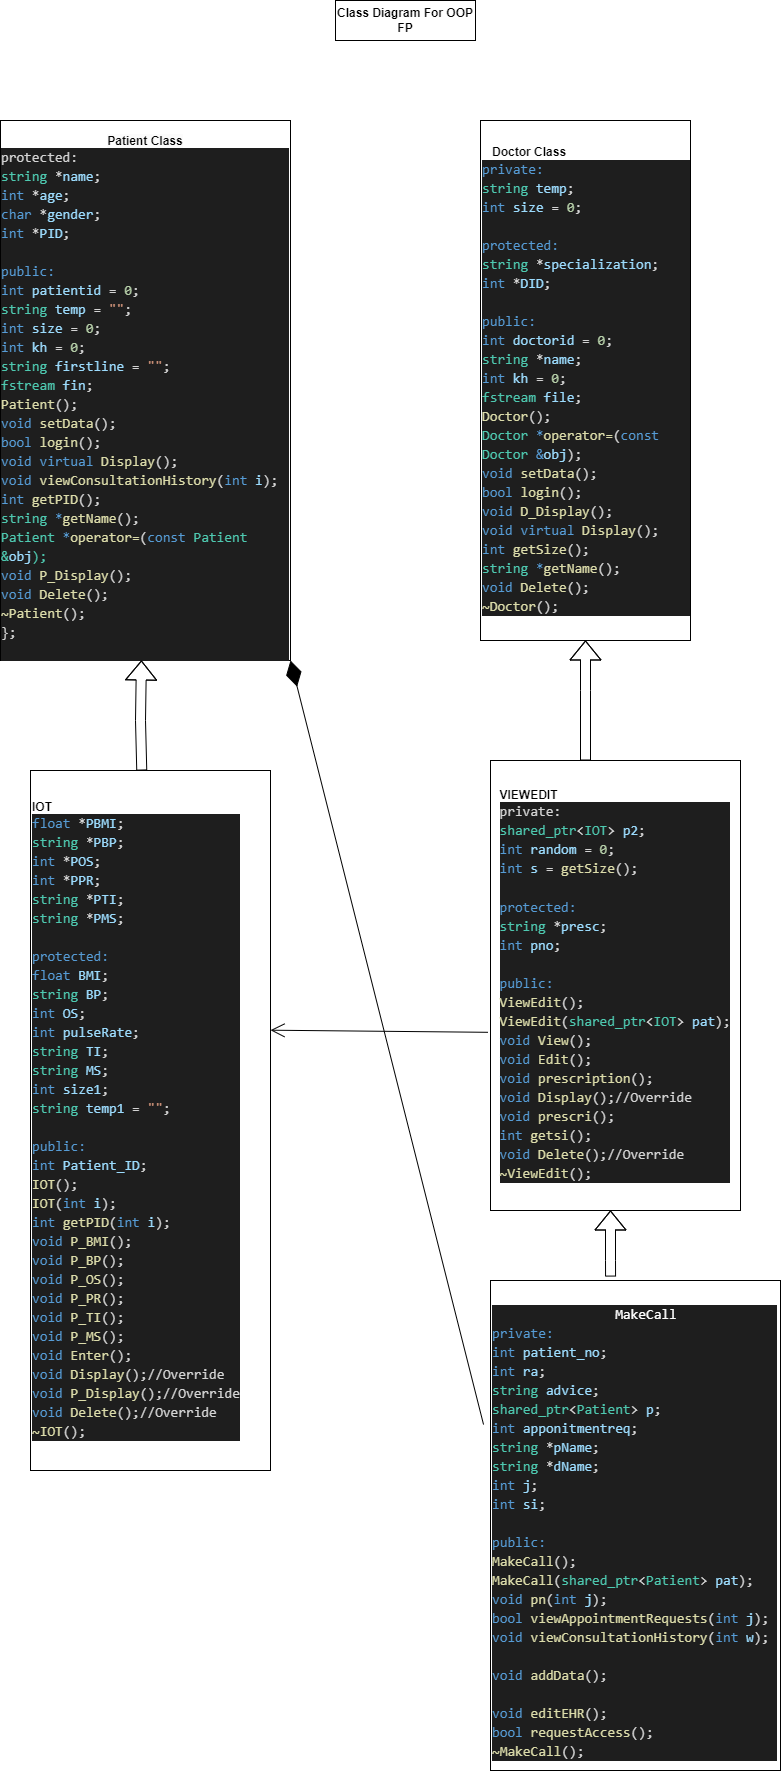 Class Diagram For OOP
FP
Patient Class
protected:
string *name;
int *age;
char *gender;
int *PID;
public:
int patientid = 0;
string temp = "";
int size = 0;
int kh = 0;
string firstline = "";
fstream fin;
Patient();
void setData();
bool login();
void virtual Display();
void viewConsultationHistory(int i);
int getPID();
string *getName();
Patient *operator=(const Patient
&obj);
void P_Display();
void Delete();
~Patient();
};
Doctor Class
private:
string temp;
int size = 0;
protected:
string *specialization;
int *DID;
public:
int doctorid = 0;
string *name;
int kh = 0;
fstream file;
Doctor();
Doctor *operator=(const
Doctor &obj);
void setData();
bool login();
void D_Display();
void virtual Display();
int getSize();
string *getName();
void Delete();
~Doctor();
IOT
float *PBMI;
string *PBP;
int *POS;
int *PPR;
string *PTI;
string *PMS;
protected:
float BMI;
string BP;
int OS;
int pulseRate;
string TI;
string MS;
int size1;
string temp1 = "";
public:
int Patient_ID;
IOT();
IOT(int i);
int getPID(int i);
void P_BMI();
void P_BP();
void P_OS();
void P_PR();
void P_TI();
void P_MS();
void Enter();
void Display();//Override
void P_Display();//Override
void Delete();//Override
~IOT();
VIEWEDIT
private:
shared_ptr<IOT> p2;
int random = 0;
int s = getSize();
protected:
string *presc;
int pno;
public:
ViewEdit();
ViewEdit(shared_ptr<IOT> pat);
void View();
void Edit();
void prescription();
void Display();//Override
void prescri();
int getsi();
void Delete();//Override
~ViewEdit();
MakeCall
private:
int patient_no;
int ra;
string advice;
shared_ptr<Patient> p;
int apponitmentreq;
string *pName;
string *dName;
int j;
int si;
public:
MakeCall();
MakeCall(shared_ptr<Patient> pat);
void pn(int j);
bool viewAppointmentRequests(int j);
void viewConsultationHistory(int w);
void addData();
void editEHR();
bool requestAccess();
~MakeCall();